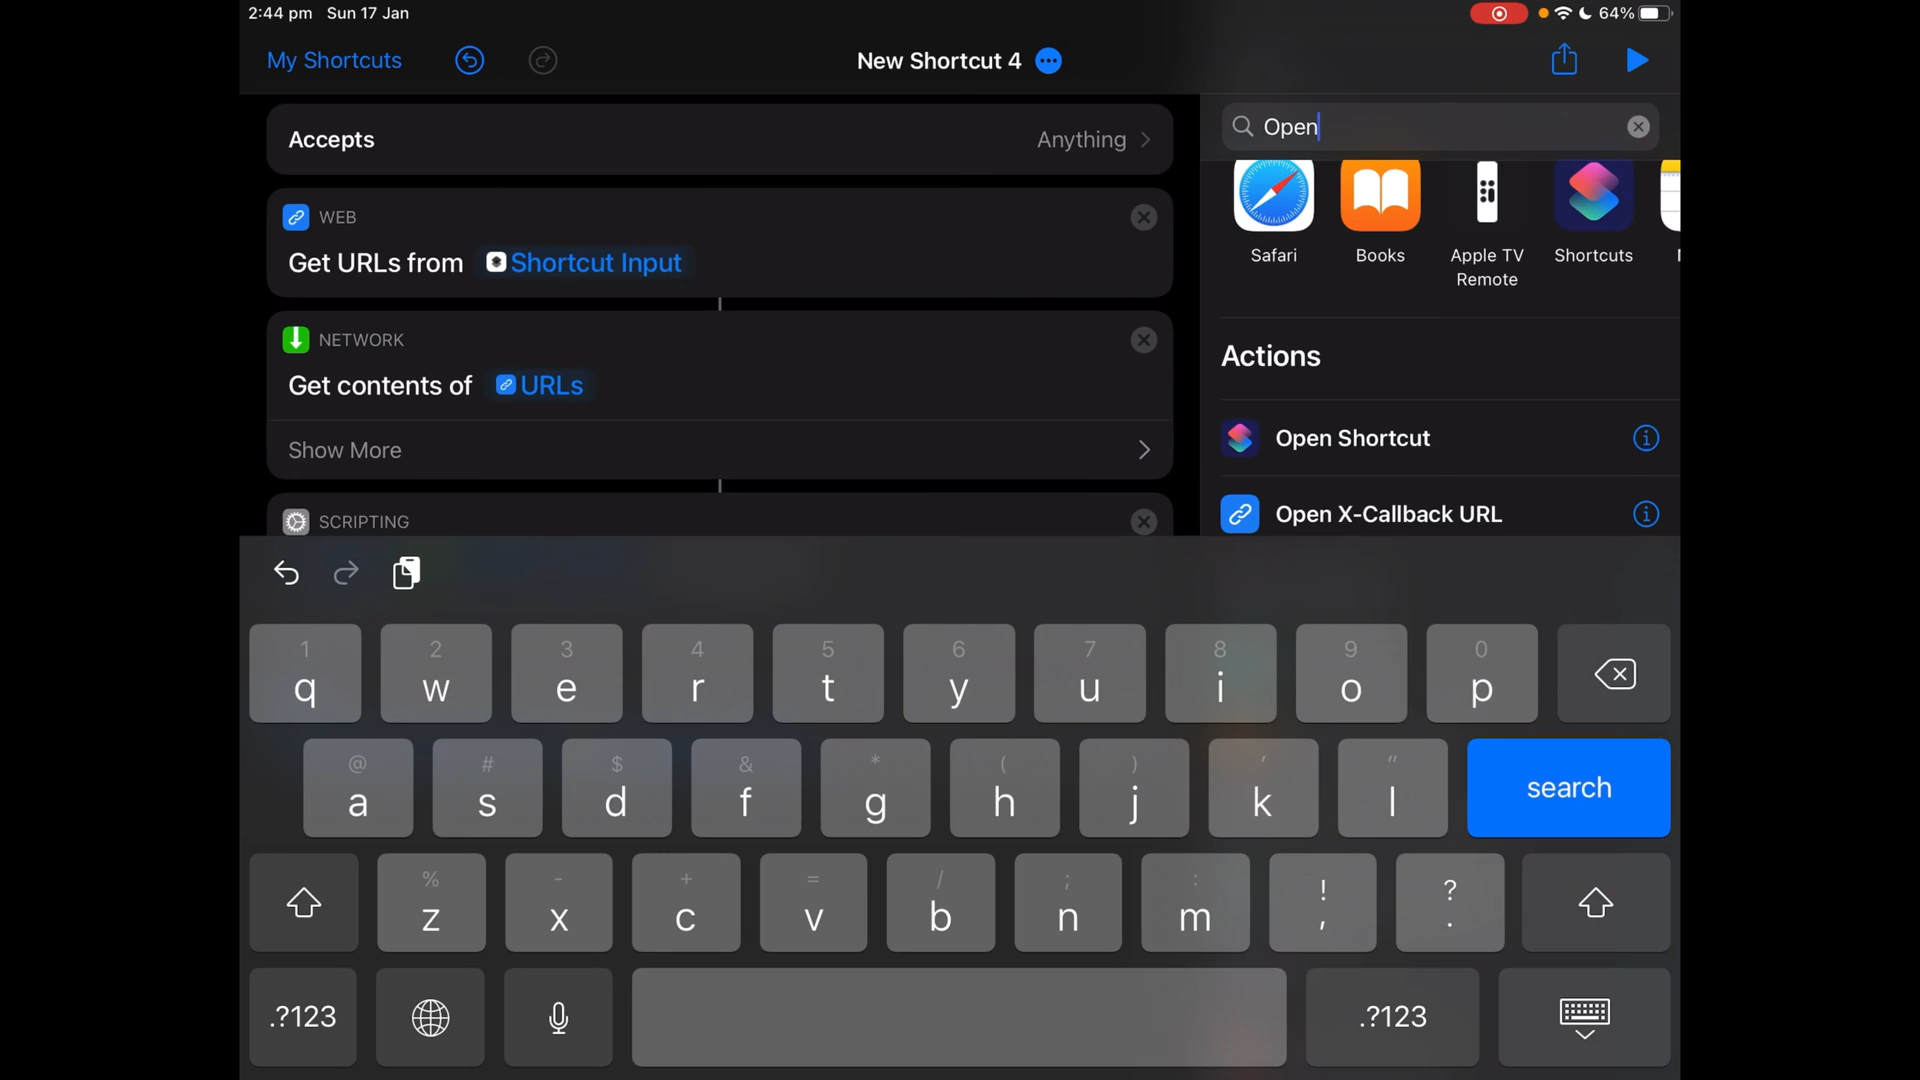 2:44 pm Sun 17 Jan
64%
My Shortcuts
New Shortcut 4
Accepts
Anything
WEB
Get URLs from Shortcut Input
NETWORK
Get contents of URLs
Show More
SCRIPTING
Open
Safari
Books
Apple TV
Remote
Shortcuts
Actions
Open Shortcut
Open X-Callback URL
1 2 3 4 5 6 7 8 9 0
q w e r t y u i o p
@ # $ & * ( ) ' "
a s d f g h j k l
search
% - + = / ; : ! ?
z x c v b n m , .
.?123
.?123